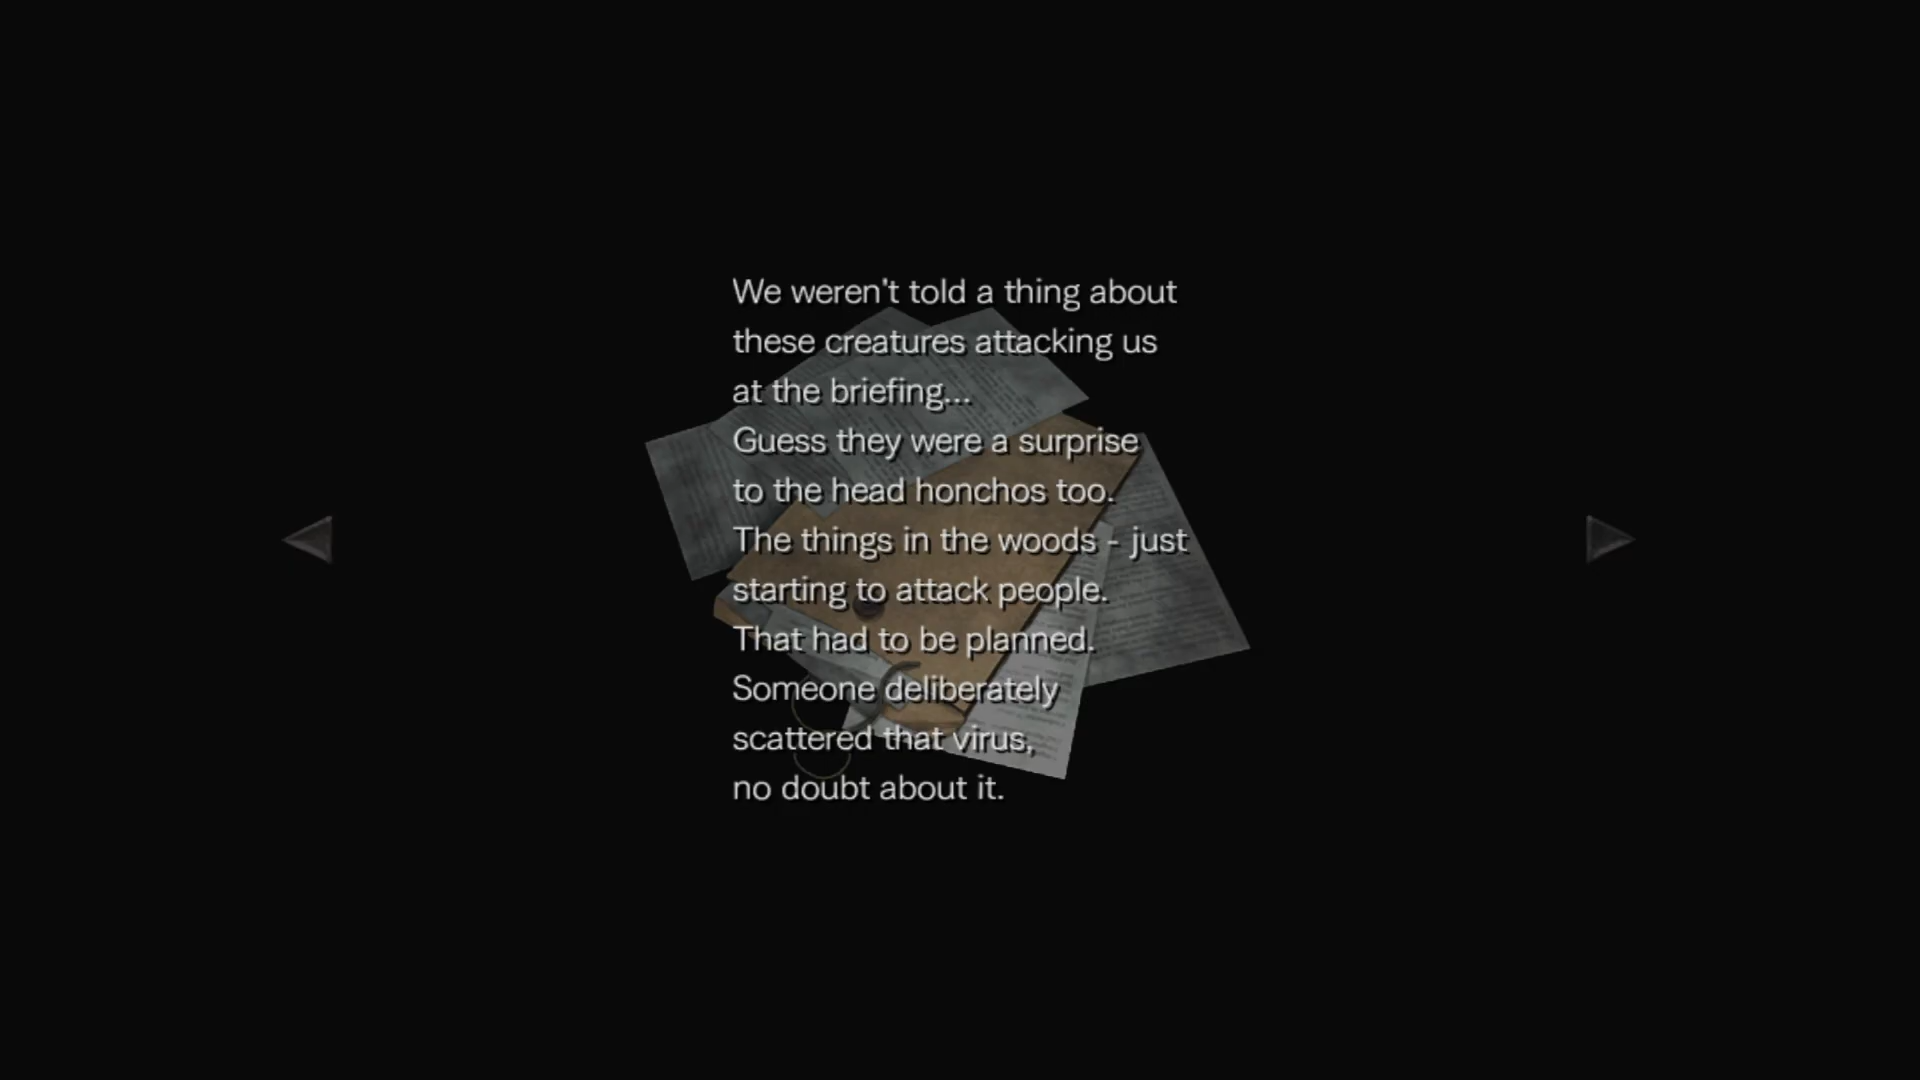 We weren't told a thing about
these creatures attacking us
at the briefing...
Guess they were a surprise
to the head honchos too.
The things in the woods - just
starting to attack people.
That had to be planned.
Someone deliberately
scattered that virus,
no doubt about it.